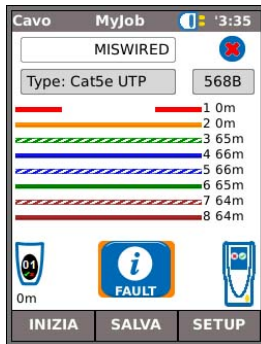 Cavo MyJob '3:35
MISWIRED
Type: Cat5e UTP 568B
1 0m
2 0m
3 65m
4 66m
5 66m
6 65m
7 64m
8 64m
01
i
FAULT
0m
INIZIA SALVA SETUP